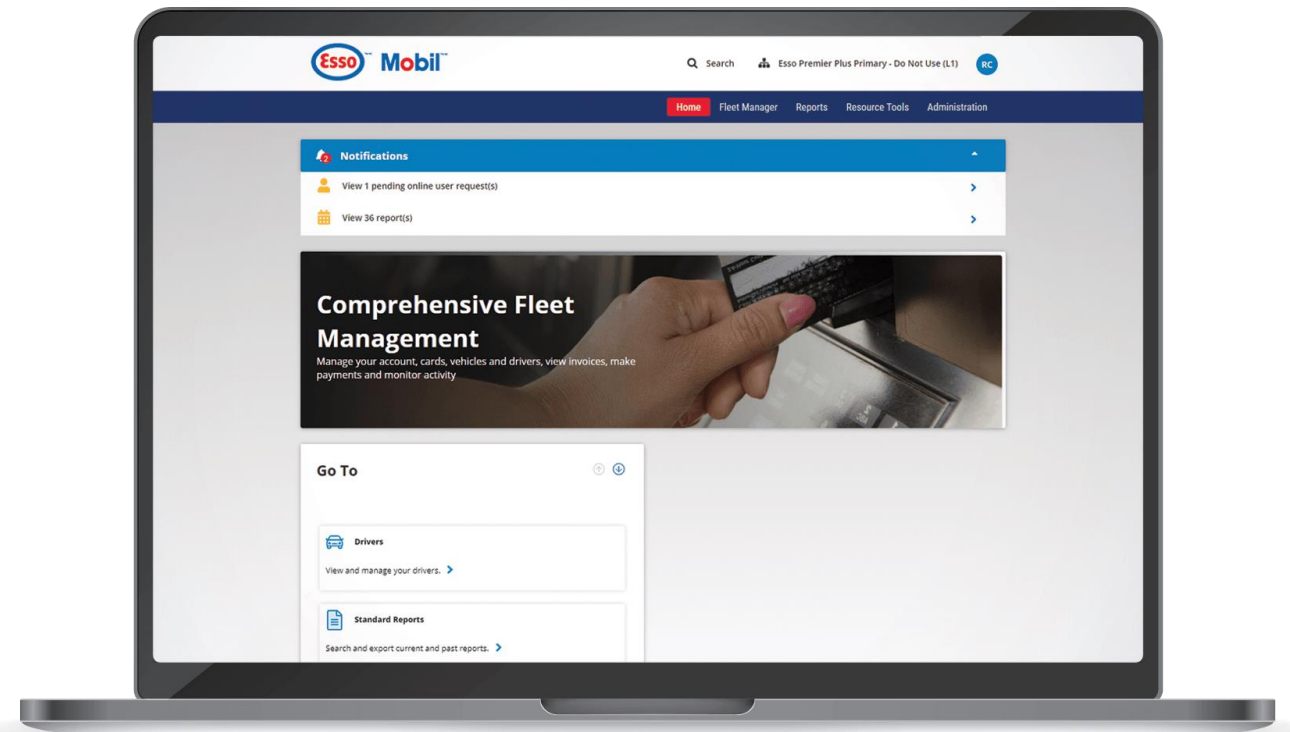 Esso™ Mobil™
Search
Esso Premier Plus Primary - Do Not Use (L1)
RC
Home
Fleet Manager
Reports
Resource Tools
Administration
2
Notifications
View 1 pending online user request(s)
View 36 report(s)
Comprehensive Fleet
Management
Manage your account, cards, vehicles and drivers, view invoices, make
payments and monitor activity
Go To
Drivers
View and manage your drivers.
Standard Reports
Search and export current and past reports.